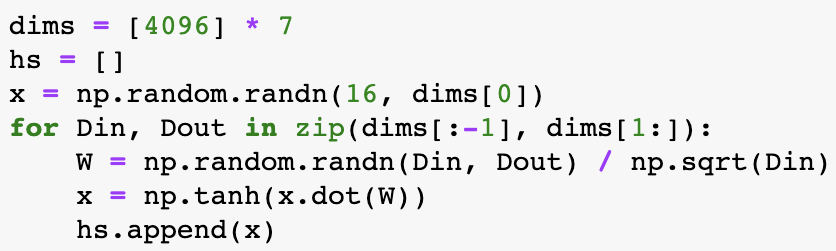 dims = [4096] * 7
hs = []
x = np.random.randn(16, dims[0])
for Din, Dout in zip(dims[:-1], dims[1:]):
    W = np.random.randn(Din, Dout) / np.sqrt(Din)
    x = np.tanh(x.dot(W))
    hs.append(x)